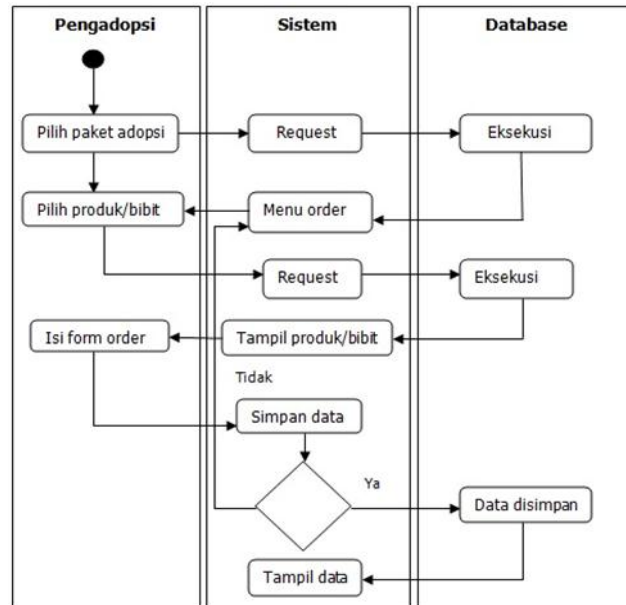 Pengadopsi
Sistem
Database
Pilih paket adopsi
Request
Eksekusi
Pilih produk/bibit
Menu order
Request
Eksekusi
Isi form order
Tampil produk/bibit
Tidak
Simpan data
Ya
Data disimpan
Tampil data